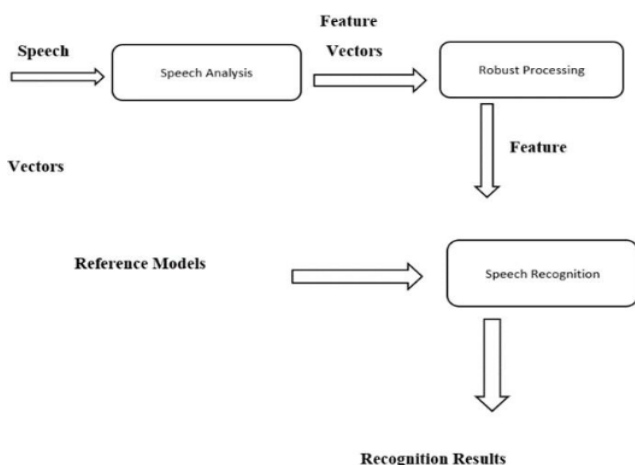 Feature
Speech
Vectors
Speech Analysis
Robust Processing
Feature
Vectors
Reference Models
Speech Recognition
Recognition Results